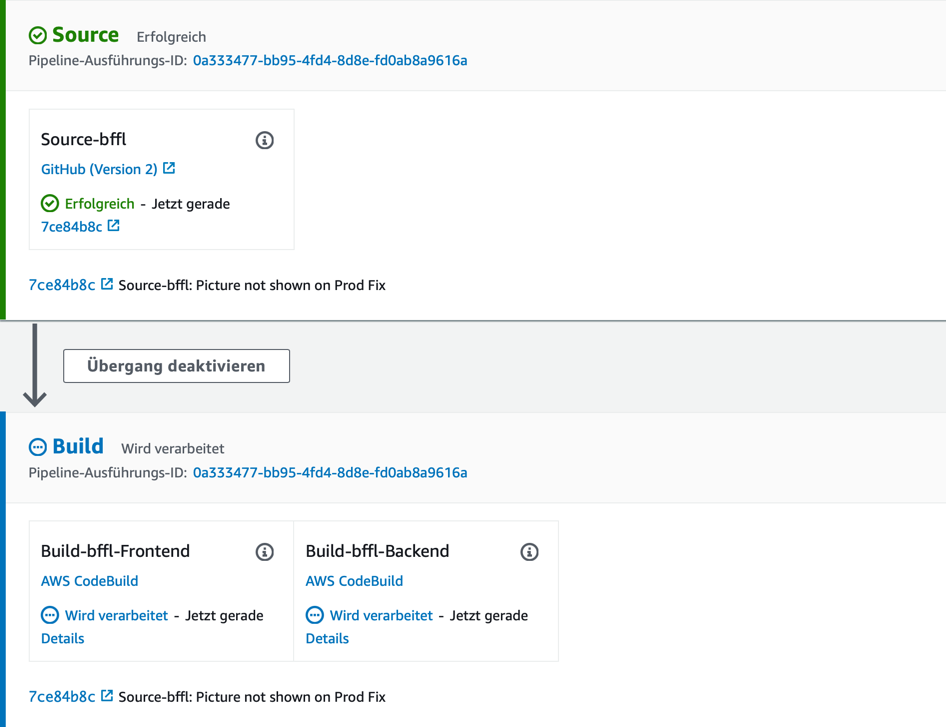 Source Erfolgreich
Pipeline-Ausführungs-ID: 0a333477-bb95-4fd4-8d8e-fd0ab8a9616a
Source-bffl
GitHub (Version 2)
Erfolgreich - Jetzt gerade
7ce84b8c
7ce84b8c Source-bffl: Picture not shown on Prod Fix
Übergang deaktivieren
Build Wird verarbeitet
Pipeline-Ausführungs-ID: 0a333477-bb95-4fd4-8d8e-fd0ab8a9616a
Build-bffl-Frontend
AWS CodeBuild
Wird verarbeitet - Jetzt gerade
Details
Build-bffl-Backend
AWS CodeBuild
Wird verarbeitet - Jetzt gerade
Details
7ce84b8c Source-bffl: Picture not shown on Prod Fix